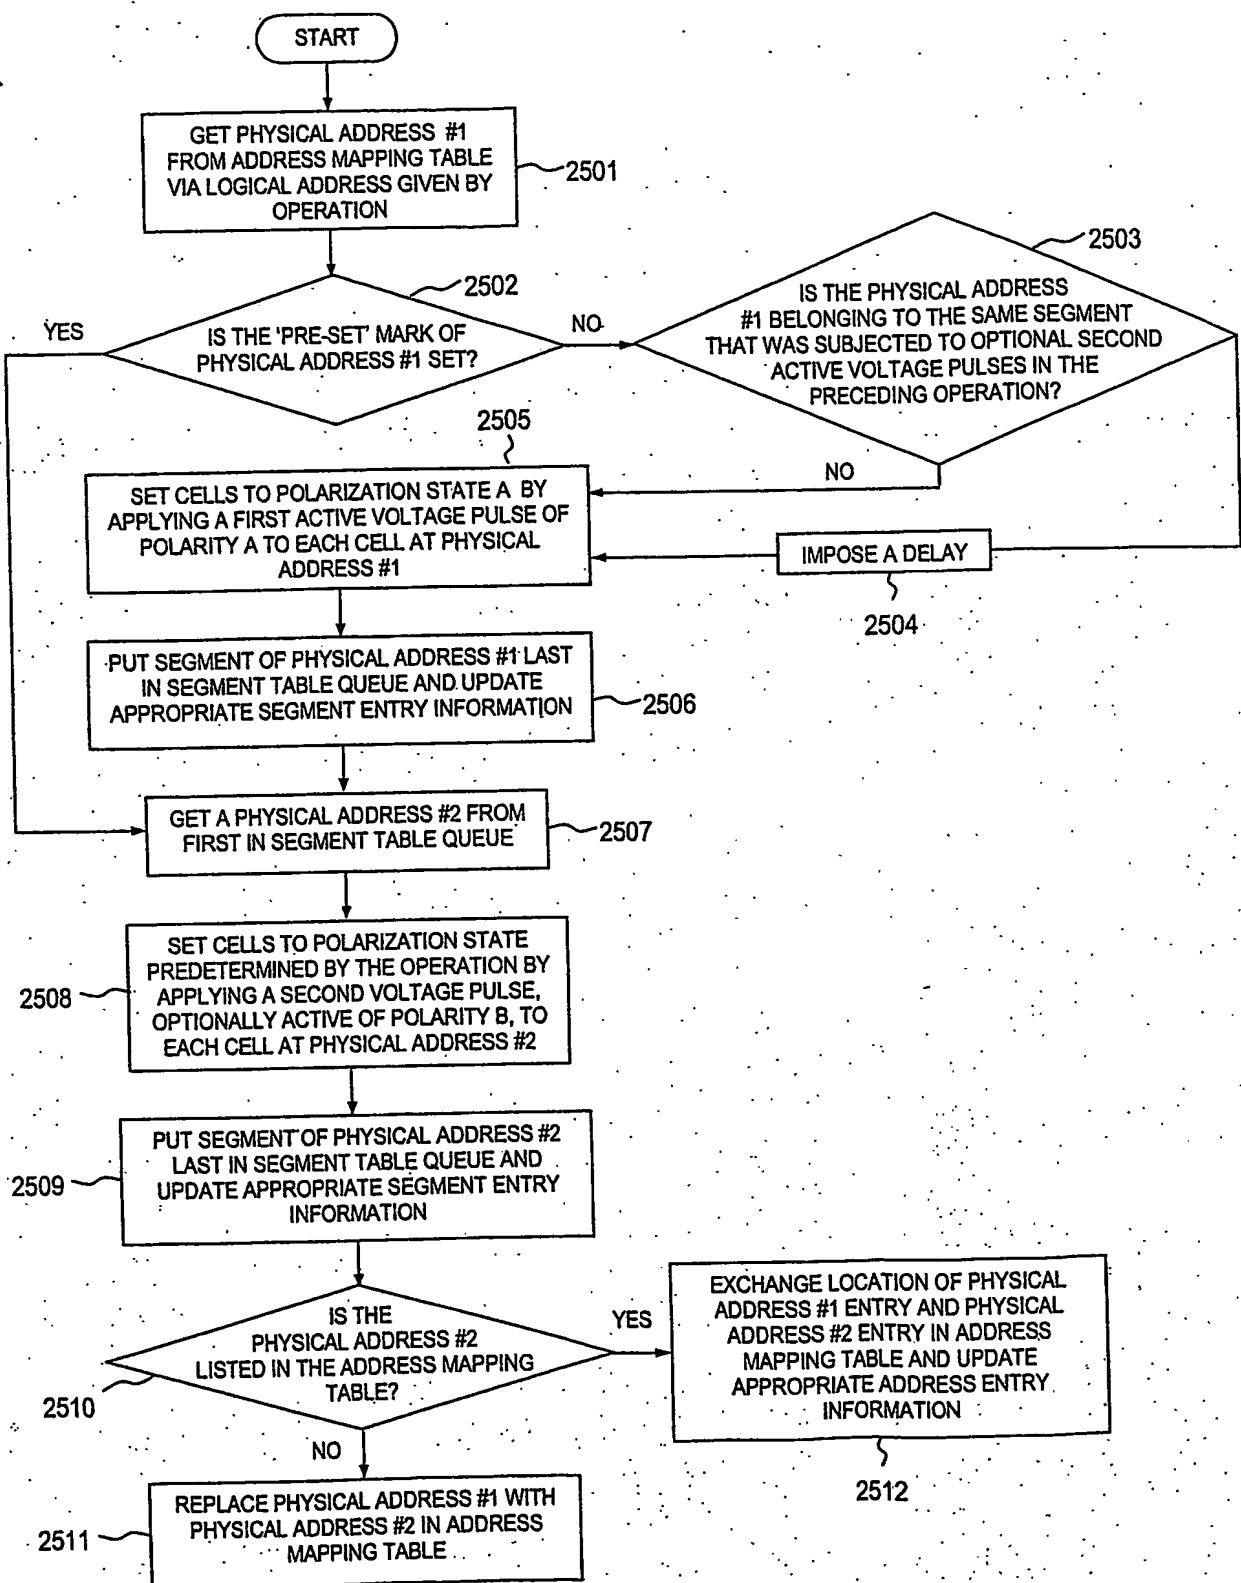 START
GET PHYSICAL ADDRESS #1
FROM ADDRESS MAPPING TABLE
VIA LOGICAL ADDRESS GIVEN BY
OPERATION
2501
2502
IS THE 'PRE-SET' MARK OF
PHYSICAL ADDRESS #1 SET?
YES
NO
2503
IS THE PHYSICAL ADDRESS
#1 BELONGING TO THE SAME SEGMENT
THAT WAS SUBJECTED TO OPTIONAL SECOND
ACTIVE VOLTAGE PULSES IN THE
PRECEDING OPERATION?
NO
IMPOSE A DELAY
2504
2505
SET CELLS TO POLARIZATION STATE A BY
APPLYING A FIRST ACTIVE VOLTAGE PULSE OF
POLARITY A TO EACH CELL AT PHYSICAL
ADDRESS #1
PUT SEGMENT OF PHYSICAL ADDRESS #1 LAST
IN SEGMENT TABLE QUEUE AND UPDATE
APPROPRIATE SEGMENT ENTRY INFORMATION
2506
GET A PHYSICAL ADDRESS #2 FROM
FIRST IN SEGMENT TABLE QUEUE
2507
SET CELLS TO POLARIZATION STATE
PREDETERMINED BY THE OPERATION BY
APPLYING A SECOND VOLTAGE PULSE,
OPTIONALLY ACTIVE OF POLARITY B, TO
EACH CELL AT PHYSICAL ADDRESS #2
2508
PUT SEGMENT OF PHYSICAL ADDRESS #2
LAST IN SEGMENT TABLE QUEUE AND
UPDATE APPROPRIATE SEGMENT ENTRY
INFORMATION
2509
IS THE
PHYSICAL ADDRESS #2
LISTED IN THE ADDRESS MAPPING
TABLE?
2510
YES
NO
EXCHANGE LOCATION OF PHYSICAL
ADDRESS #1 ENTRY AND PHYSICAL
ADDRESS #2 ENTRY IN ADDRESS
MAPPING TABLE AND UPDATE
APPROPRIATE ADDRESS ENTRY
INFORMATION
2512
REPLACE PHYSICAL ADDRESS #1 WITH
PHYSICAL ADDRESS #2 IN ADDRESS
MAPPING TABLE
2511